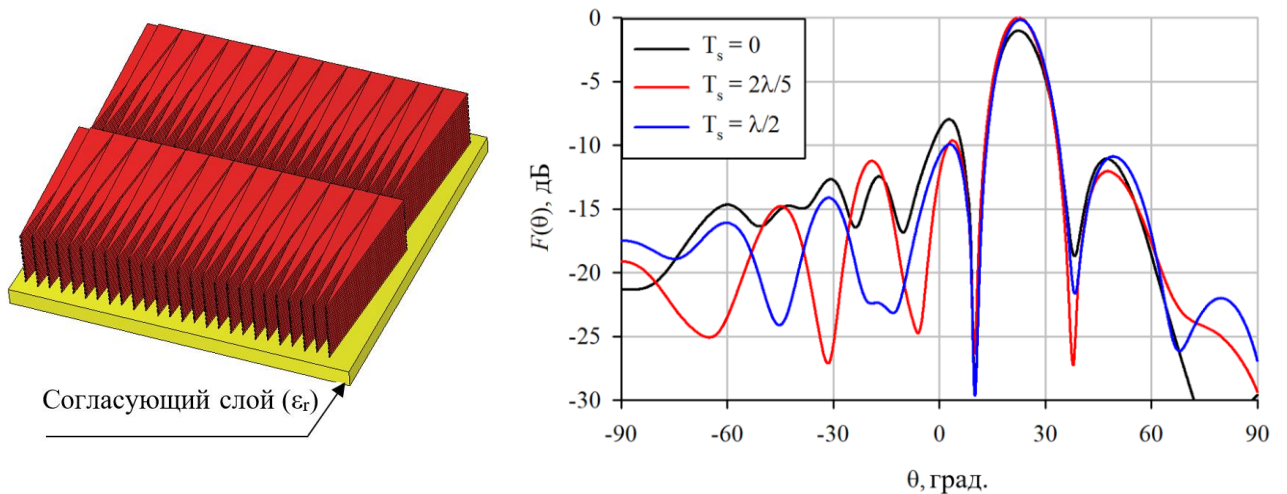 Согласующий слой (εr)
F(θ), дБ
0
-5
-10
-15
-20
-25
-30
Ts = 0
Ts = 2λ/5
Ts = λ/2
-90 -60 -30 0 30 60 90
θ, град.